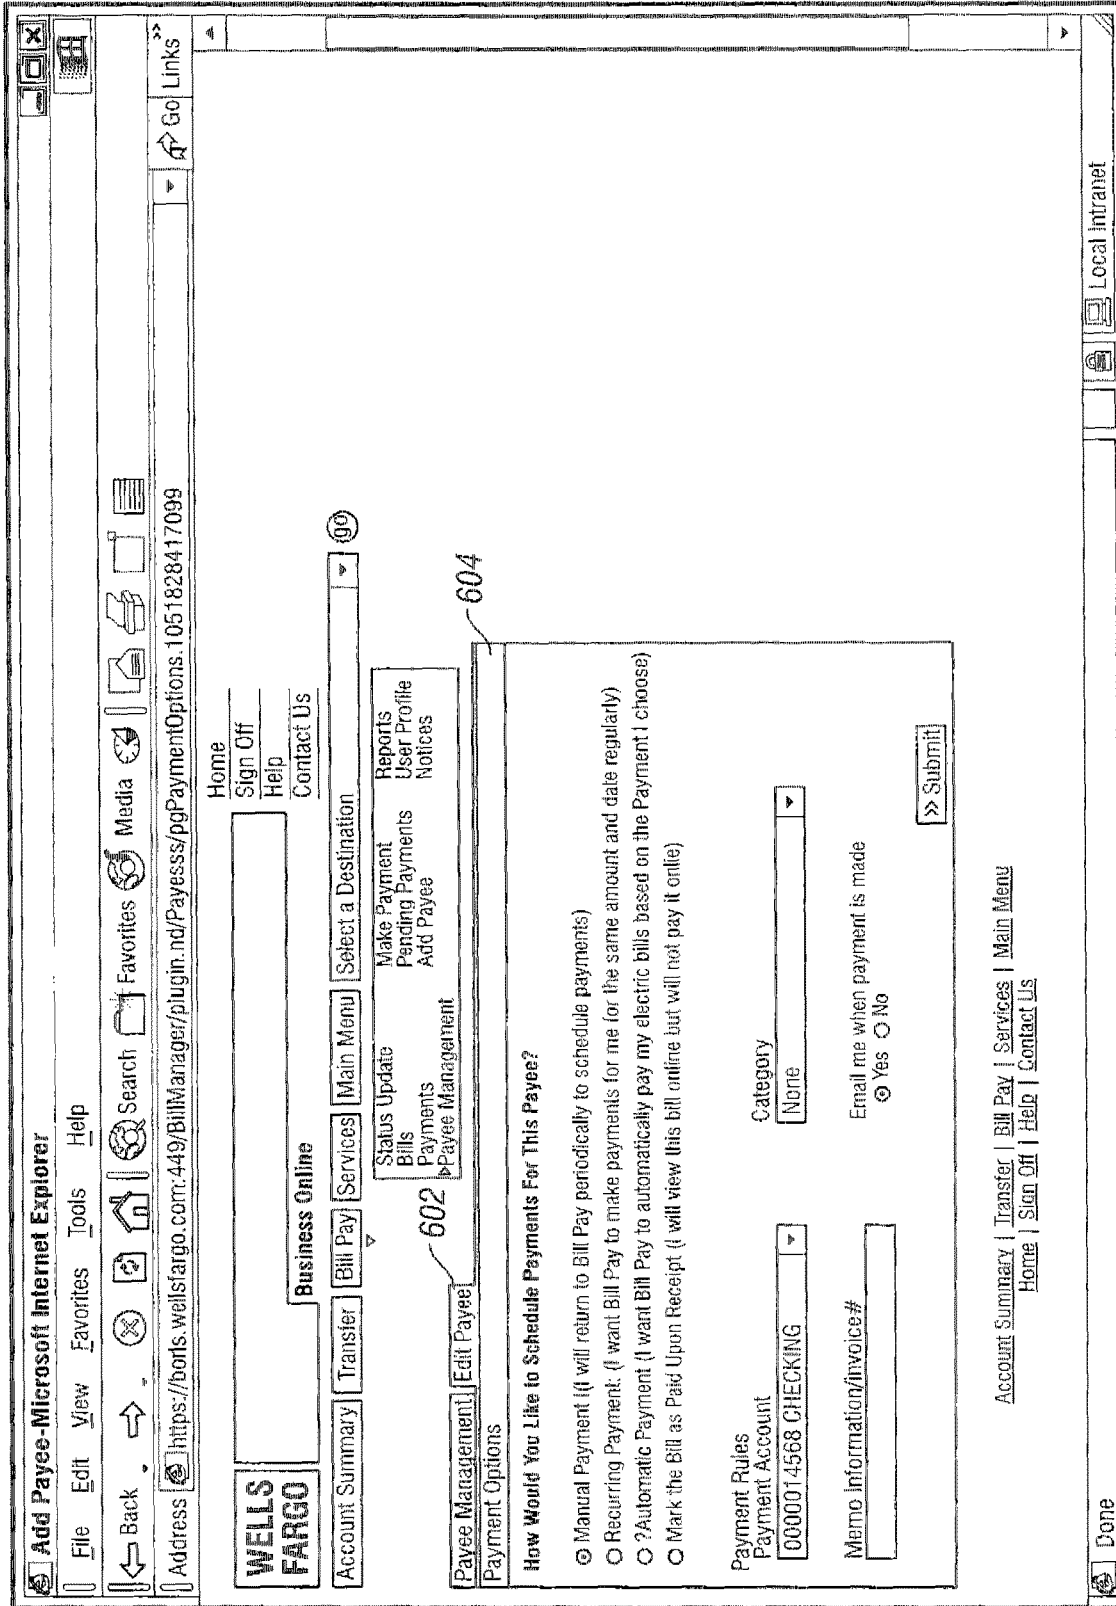 Add Payee-Microsoft Internet Explorer
File Edit View Favorites Tools Help
Back Search Favorites Media
Address https://boris.wellsfargo.com:449/BillManager/plugin.nd/Payesss/pgPaymentOptions.1051828417099 Go Links »
WELLS
FARGO
Business Online
Home
Sign Off
Help
Contact Us
Account Summary Transfer Bill Pay Services Main Menu Select a Destination go
Status Update Make Payment Reports
Bills Pending Payments User Profile
Payments Add Payee Notices
Payee Management
602
Payee Management Edit Payee
604
Payment Options
How Would You Like to Schedule Payments For This Payee?
Manual Payment (I(I will return to Bill Pay periodically to schedule payments)
Recurring Payment: (I want Bill Pay to make payments for me for the same amount and date regularly)
?Automatic Payment (I want Bill Pay to automatically pay my electric bills based on the Payment I choose)
Mark the Bill as Paid Upon Receipt (I will view this bill online but will not pay it onlie)
Payment Rules
Payment Account Category
0000014568 CHECKING None
Memo Information/invoice# Email me when payment is made
Yes No
>> Submit
Account Summary | Transfer | Bill Pay | Services | Main Menu
Home | Sign Off | Help | Contact Us
Done Local intranet